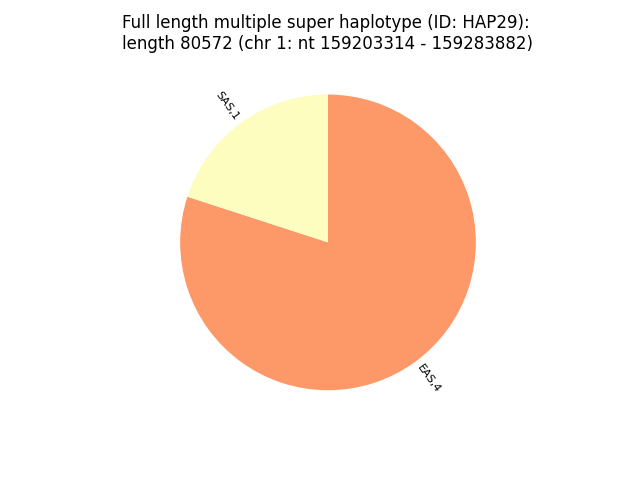 Full length multiple super haplotype (ID: HAP29):
length 80572 (chr 1: nt 159203314 - 159283882)
SAS,1
EAS,4